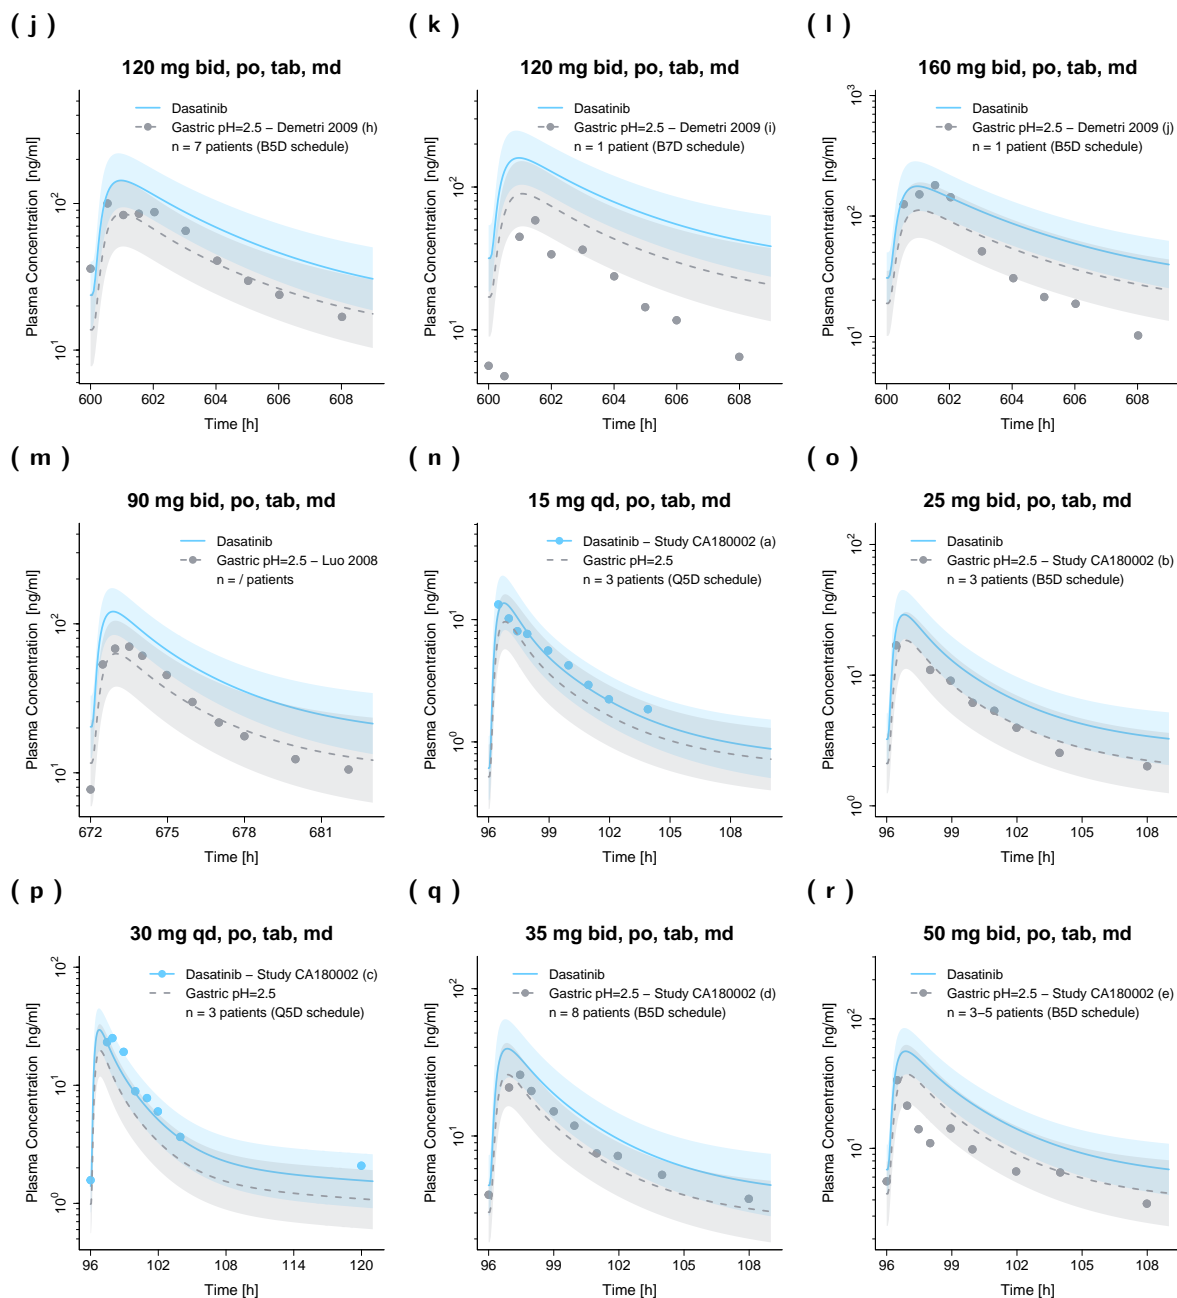 ( j )
120 mg bid, po, tab, md
Dasatinib
Gastric pH=2.5 – Demetri 2009 (h)
n = 7 patients (B5D schedule)
Plasma Concentration [ng/ml]
10^2
10^1
600 602 604 606 608
Time [h]
( k )
120 mg bid, po, tab, md
Dasatinib
Gastric pH=2.5 – Demetri 2009 (i)
n = 1 patient (B7D schedule)
Plasma Concentration [ng/ml]
10^2
10^1
600 602 604 606 608
Time [h]
( l )
160 mg bid, po, tab, md
Dasatinib
Gastric pH=2.5 – Demetri 2009 (j)
n = 1 patient (B5D schedule)
Plasma Concentration [ng/ml]
10^3
10^2
10^1
600 602 604 606 608
Time [h]
( m )
90 mg bid, po, tab, md
Dasatinib
Gastric pH=2.5 – Luo 2008
n = / patients
Plasma Concentration [ng/ml]
10^2
10^1
672 675 678 681
Time [h]
( n )
15 mg qd, po, tab, md
Dasatinib – Study CA180002 (a)
Gastric pH=2.5
n = 3 patients (Q5D schedule)
Plasma Concentration [ng/ml]
10^1
10^0
96 99 102 105 108
Time [h]
( o )
25 mg bid, po, tab, md
Dasatinib
Gastric pH=2.5 – Study CA180002 (b)
n = 3 patients (B5D schedule)
Plasma Concentration [ng/ml]
10^2
10^1
10^0
96 99 102 105 108
Time [h]
( p )
30 mg qd, po, tab, md
Dasatinib – Study CA180002 (c)
Gastric pH=2.5
n = 3 patients (Q5D schedule)
Plasma Concentration [ng/ml]
10^2
10^1
10^0
96 102 108 114 120
Time [h]
( q )
35 mg bid, po, tab, md
Dasatinib
Gastric pH=2.5 – Study CA180002 (d)
n = 8 patients (B5D schedule)
Plasma Concentration [ng/ml]
10^2
10^1
96 99 102 105 108
Time [h]
( r )
50 mg bid, po, tab, md
Dasatinib
Gastric pH=2.5 – Study CA180002 (e)
n = 3–5 patients (B5D schedule)
Plasma Concentration [ng/ml]
10^2
10^1
96 99 102 105 108
Time [h]